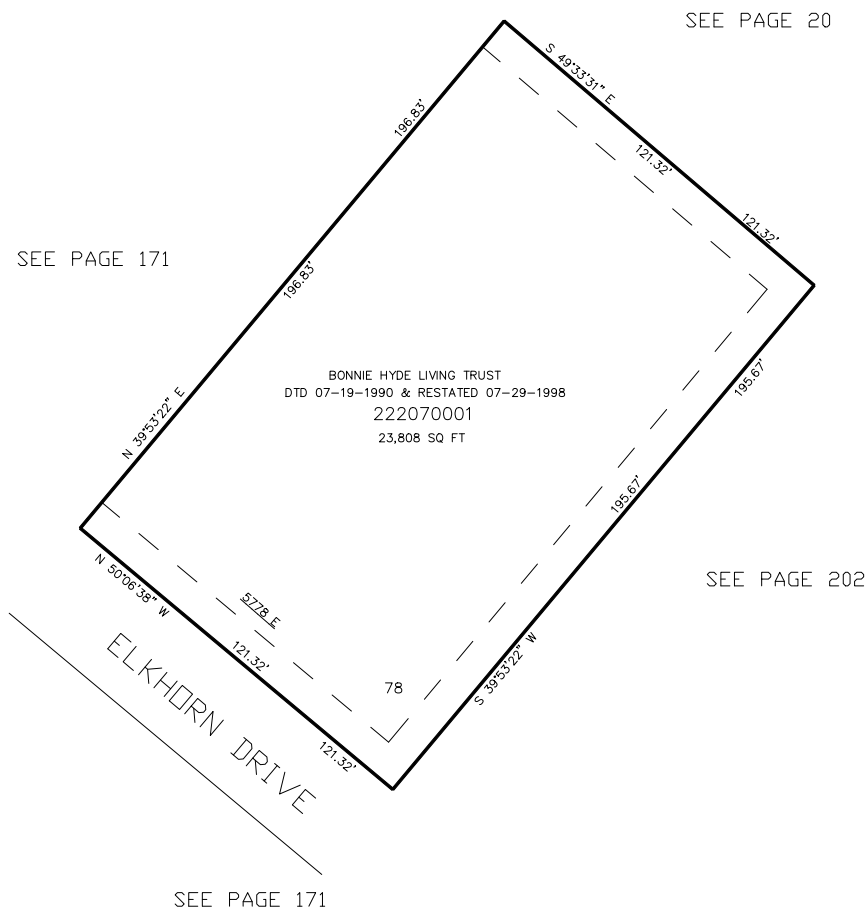 SEE PAGE 20
S 49°33'31" E
196.83'
121.32'
121.32'
SEE PAGE 171
196.83'
BONNIE HYDE LIVING TRUST
DTD 07-19-1990 & RESTATED 07-29-1998
222070001
23,808 SQ FT
195.67'
N 39°53'22" E
195.67'
N 50°06'38" W
SEE PAGE 202
5778 E
121.32'
78
S 39°53'22" W
ELKHORN DRIVE
121.32'
SEE PAGE 171